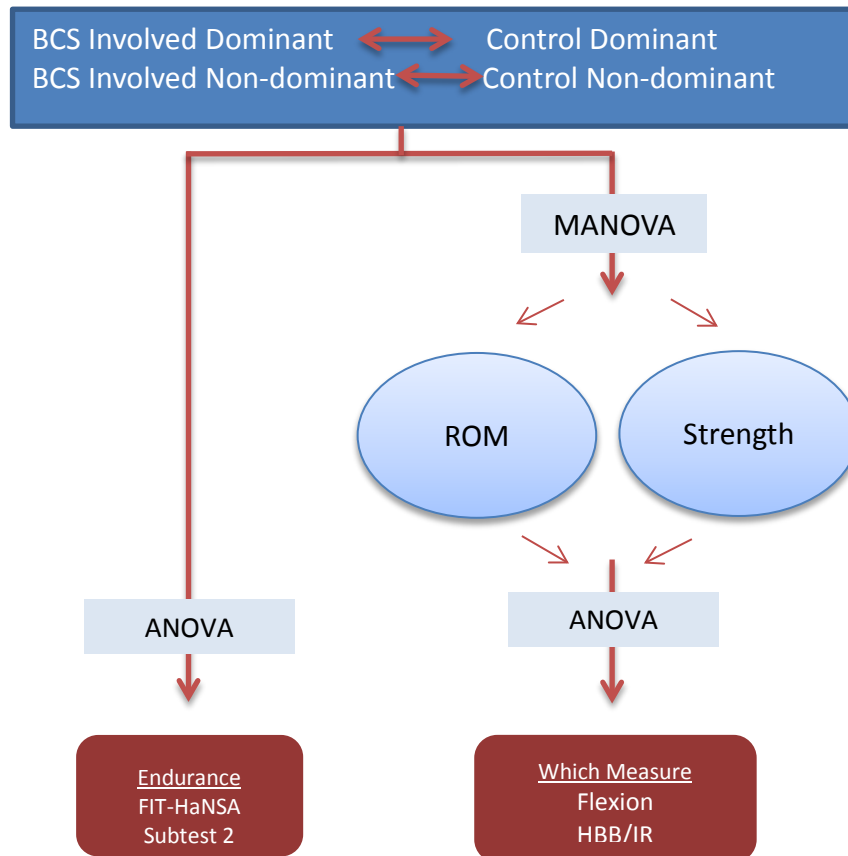 BCS Involved Dominant Control Dominant
BCS Involved Non-dominant Control Non-dominant
MANOVA
ROM
Strength
ANOVA
ANOVA
Endurance
FIT-HaNSA
Subtest 2
Which Measure
Flexion
HBB/IR